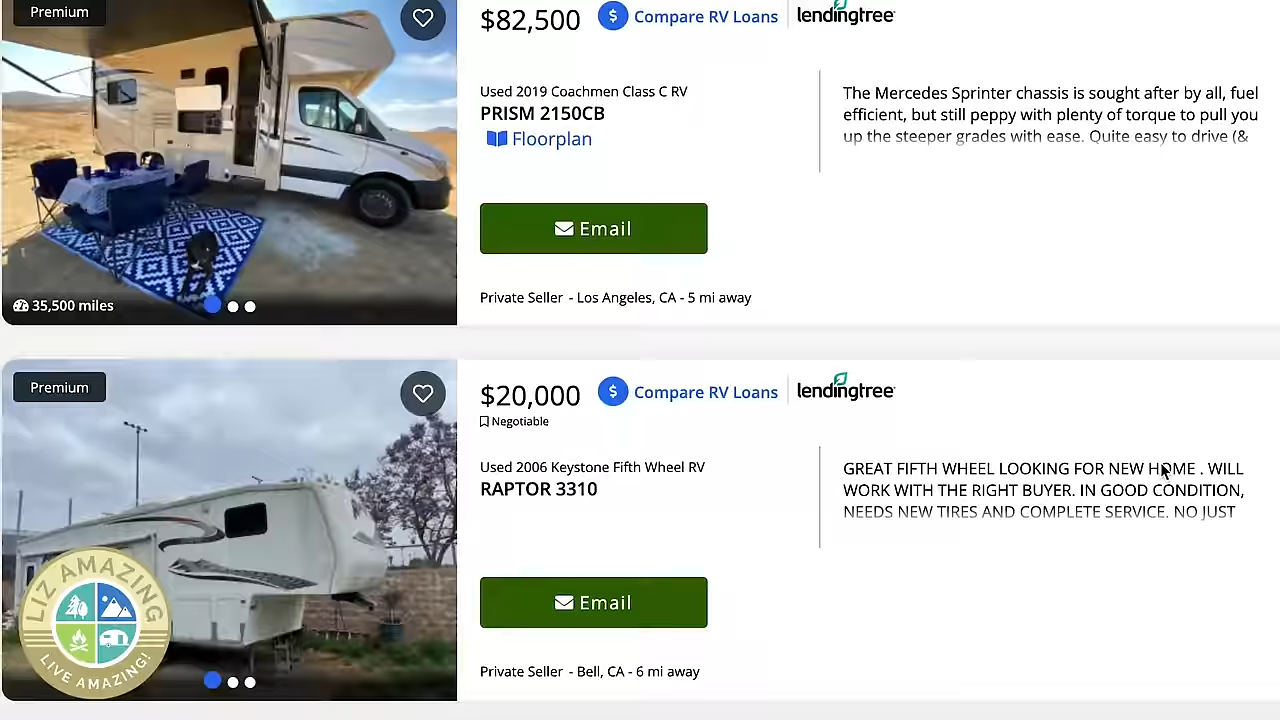 Premium
$82,500
$ Compare RV Loans
lendingtree
Used 2019 Coachmen Class C RV
PRISM 2150CB
Floorplan
The Mercedes Sprinter chassis is sought after by all, fuel
efficient, but still peppy with plenty of torque to pull you
up the steeper grades with ease. Quite easy to drive (&
Email
35,500 miles
Private Seller - Los Angeles, CA - 5 mi away
Premium
$20,000
$ Compare RV Loans
lendingtree
Negotiable
Used 2006 Keystone Fifth Wheel RV
RAPTOR 3310
GREAT FIFTH WHEEL LOOKING FOR NEW HOME . WILL
WORK WITH THE RIGHT BUYER. IN GOOD CONDITION,
NEEDS NEW TIRES AND COMPLETE SERVICE. NO JUST
Email
Private Seller - Bell, CA - 6 mi away
LIZ AMAZING
LIVE AMAZING!